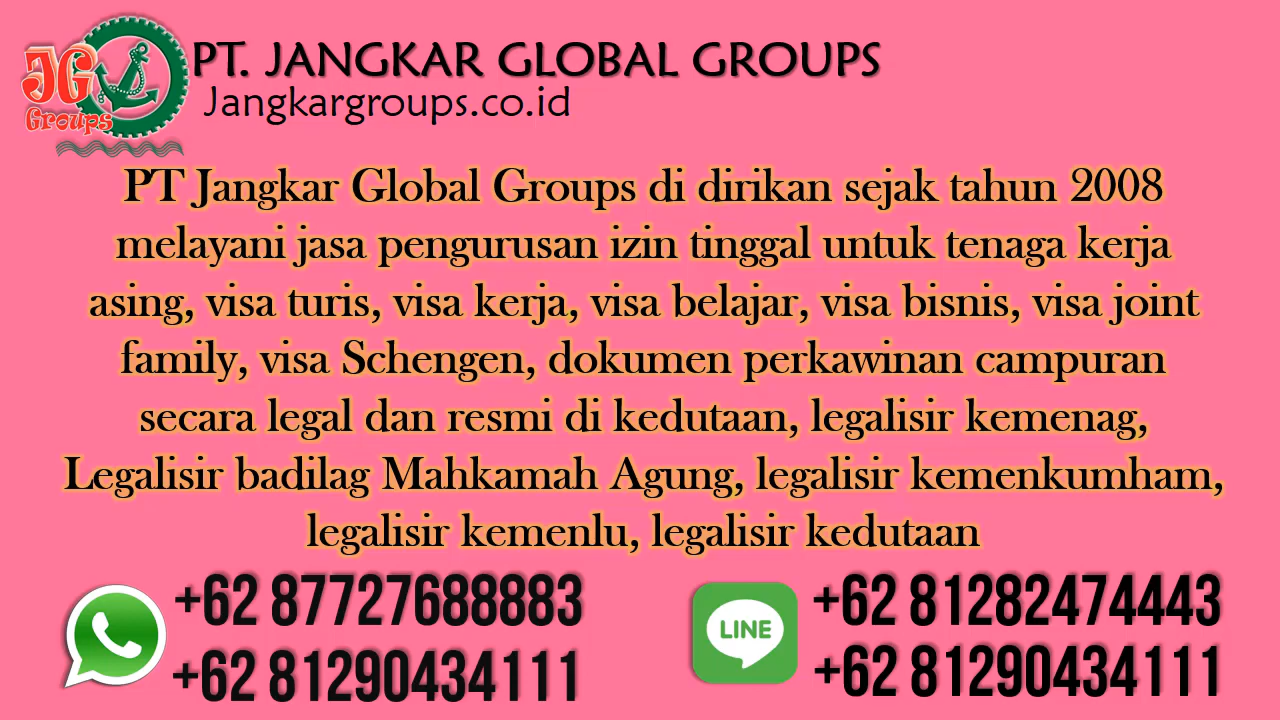 JG
Groups
PT. JANGKAR GLOBAL GROUPS
Jangkargroups.co.id
PT Jangkar Global Groups di dirikan sejak tahun 2008
melayani jasa pengurusan izin tinggal untuk tenaga kerja
asing, visa turis, visa kerja, visa belajar, visa bisnis, visa joint
family, visa Schengen, dokumen perkawinan campuran
secara legal dan resmi di kedutaan, legalisir kemenag,
Legalisir badilag Mahkamah Agung, legalisir kemenkumham,
legalisir kemenlu, legalisir kedutaan
+62 87727688883
+62 81290434111
LINE
+62 81282474443
+62 81290434111